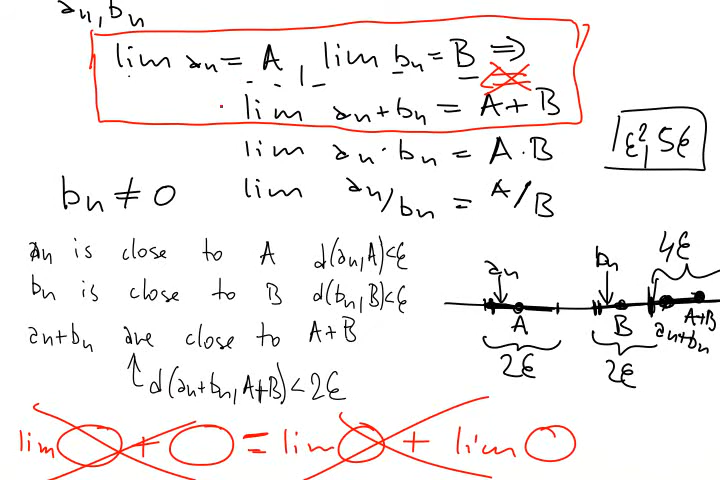 an, bn
lim an = A, lim bn = B ⇒
lim an + bn = A + B
lim an · bn = A · B
|ε², 5ε
bn ≠ 0 lim an/bn = A/B
an is close to A d(an, A) < ε
bn is close to B d(bn, B) < ε
an+bn are close to A+B
d(an+bn, A+B) < 2ε
4ε
an bn
A B an+bn A+B
2ε 2ε
lim + = lim + lim